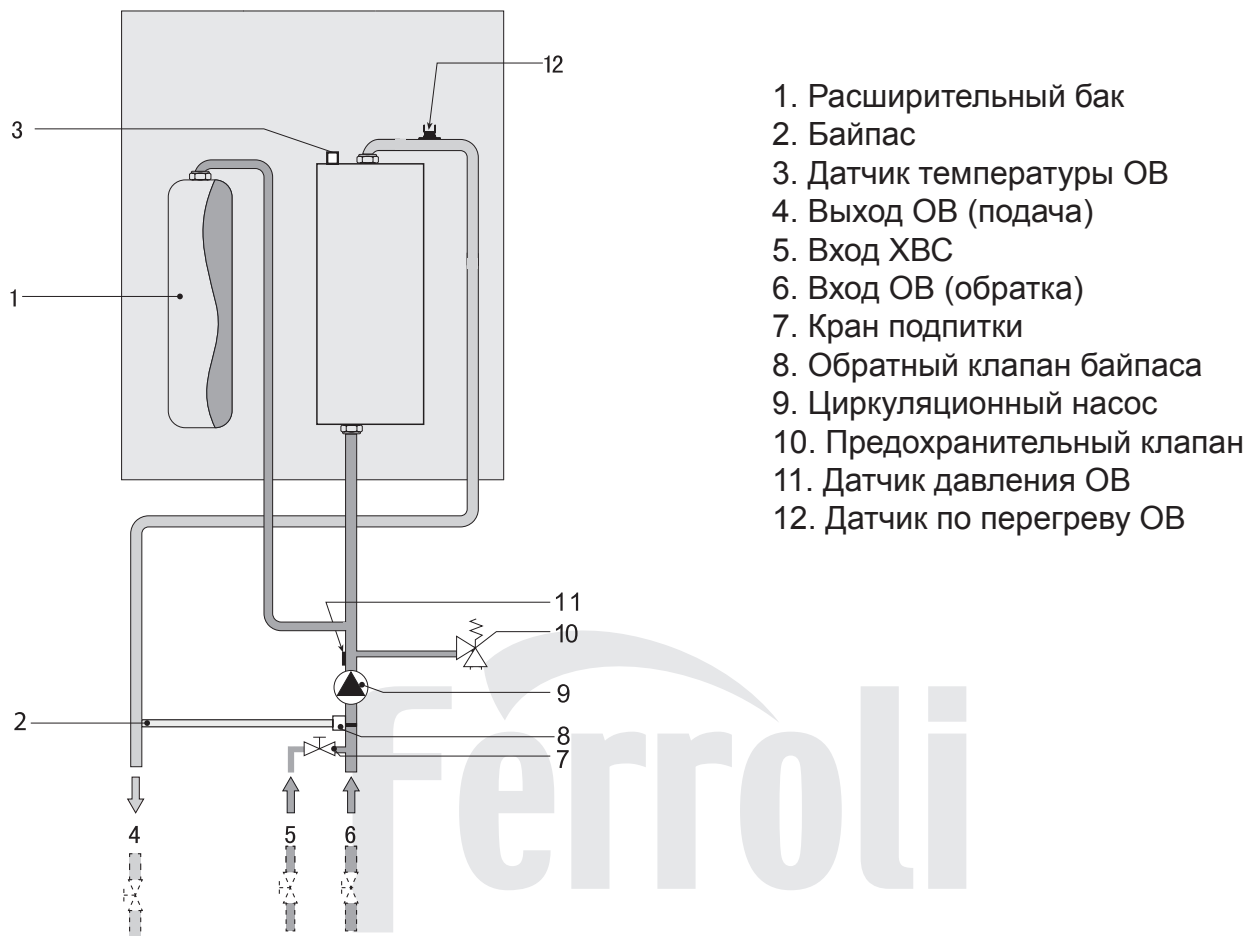 12
3
1
11
10
9
2
8
7
4
5
6
1. Расширительный бак
2. Байпас
3. Датчик температуры ОВ
4. Выход ОВ (подача)
5. Вход ХВС
6. Вход ОВ (обратка)
7. Кран подпитки
8. Обратный клапан байпаса
9. Циркуляционный насос
10. Предохранительный клапан
11. Датчик давления ОВ
12. Датчик по перегреву ОВ
Ferroli